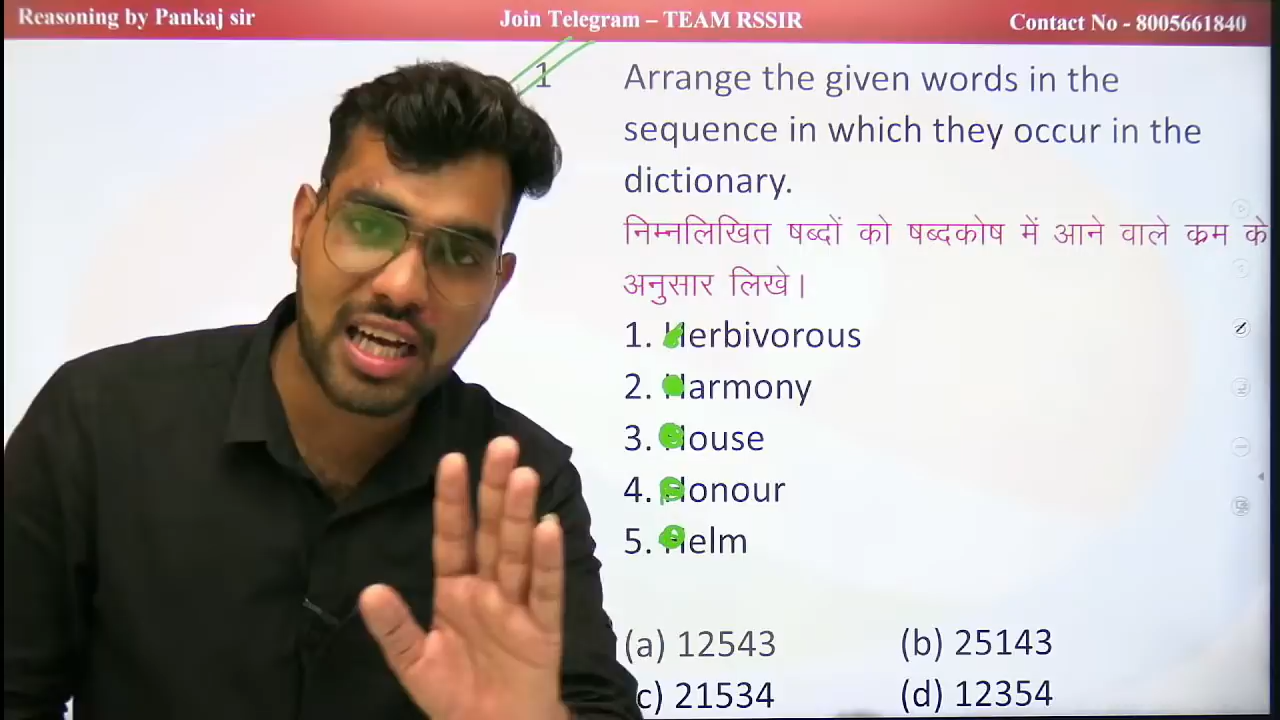 Reasoning by Pankaj sir
Join Telegram – TEAM RSSIR
Contact No - 8005661840
1
Arrange the given words in the
sequence in which they occur in the
dictionary.
निम्नलिखित षब्दों को षब्दकोष में आने वाले क्रम के
अनुसार लिखे।
1. Herbivorous
2. Harmony
3. House
4. Honour
5. Helm
(a) 12543
(b) 25143
c) 21534
(d) 12354